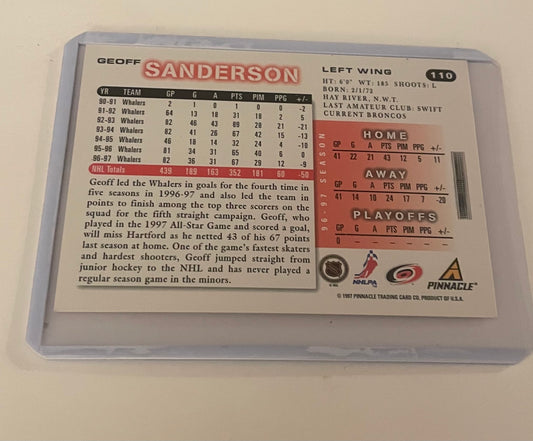 GEOFF SANDERSON
LEFT WING 110
HT: 6'0" WT: 185 SHOOTS: L
BORN: 2/1/72
HAY RIVER, N.W.T.
LAST AMATEUR CLUB: SWIFT
CURRENT BRONCOS
YR TEAM GP G A PTS PIM PPG +/-
90-91 Whalers 2 1 0 1 0 0 -2
91-92 Whalers 64 13 18 31 18 2 5
92-93 Whalers 82 46 43 89 28 21 -21
93-94 Whalers 82 41 26 67 42 15 -13
94-95 Whalers 46 18 14 32 24 4 -10
95-96 Whalers 81 34 31 65 40 6 0
96-97 Whalers 82 36 31 67 29 12 -9
NHL Totals 439 189 163 352 181 60 -50
Geoff led the Whalers in goals for the fourth time in
five seasons in 1996-97 and also led the team in
points to finish among the top three scorers on the
squad for the fifth straight campaign. Geoff, who
played in the 1997 All-Star Game and scored a goal,
will miss Hartford as he netted 43 of his 67 points
last season at home. One of the game's fastest skaters
and hardest shooters, Geoff jumped straight from
junior hockey to the NHL and has never played a
regular season game in the minors.
96-97 SEASON
HOME
GP G A PTS PIM PPG +/-
41 22 21 43 12 5 11
AWAY
GP G A PTS PIM PPG +/-
41 14 10 24 17 7 -20
PLAYOFFS
GP G A PTS PIM PPG +/-
0 – – – – – –
NHLPA
PINNACLE
© 1997 PINNACLE TRADING CARD CO. PRODUCT OF U.S.A.